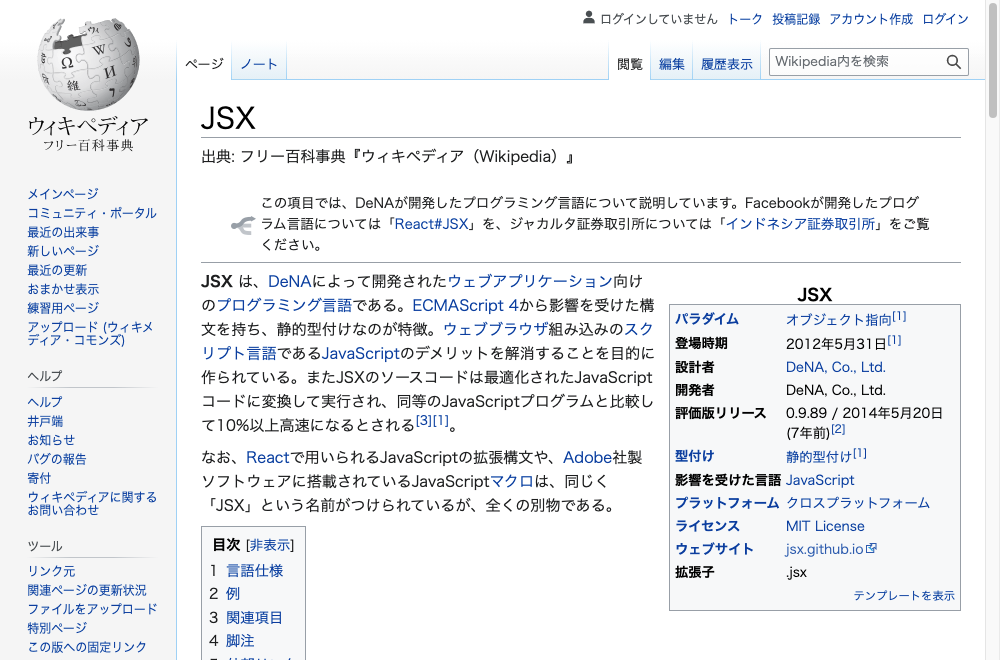 ログインしていません トーク 投稿記録 アカウント作成 ログイン
ページ ノート 閲覧 編集 履歴表示 Wikipedia内を検索
ウィキペディア
フリー百科事典
メインページ
コミュニティ・ポータル
最近の出来事
新しいページ
最近の更新
おまかせ表示
練習用ページ
アップロード (ウィキメ
ディア・コモンズ)
ヘルプ
ヘルプ
井戸端
お知らせ
バグの報告
寄付
ウィキペディアに関する
お問い合わせ
ツール
リンク元
関連ページの更新状況
ファイルをアップロード
特別ページ
この版への固定リンク
JSX
出典: フリー百科事典『ウィキペディア（Wikipedia）』
この項目では、DeNAが開発したプログラミング言語について説明しています。Facebookが開発したプログ
ラム言語については「React#JSX」を、ジャカルタ証券取引所については「インドネシア証券取引所」をご覧
ください。
JSX は、DeNAによって開発されたウェブアプリケーション向け
のプログラミング言語である。ECMAScript 4から影響を受けた構
文を持ち、静的型付けなのが特徴。ウェブブラウザ組み込みのスク
リプト言語であるJavaScriptのデメリットを解消することを目的に
作られている。またJSXのソースコードは最適化されたJavaScript
コードに変換して実行され、同等のJavaScriptプログラムと比較し
て10%以上高速になるとされる[3][1]。
なお、Reactで用いられるJavaScriptの拡張構文や、Adobe社製
ソフトウェアに搭載されているJavaScriptマクロは、同じく
「JSX」という名前がつけられているが、全くの別物である。
目次 [非表示]
1 言語仕様
2 例
3 関連項目
4 脚注
JSX
パラダイム オブジェクト指向[1]
登場時期 2012年5月31日[1]
設計者 DeNA, Co., Ltd.
開発者 DeNA, Co., Ltd.
評価版リリース 0.9.89 / 2014年5月20日
(7年前)[2]
型付け 静的型付け[1]
影響を受けた言語 JavaScript
プラットフォーム クロスプラットフォーム
ライセンス MIT License
ウェブサイト jsx.github.io
拡張子 .jsx
テンプレートを表示